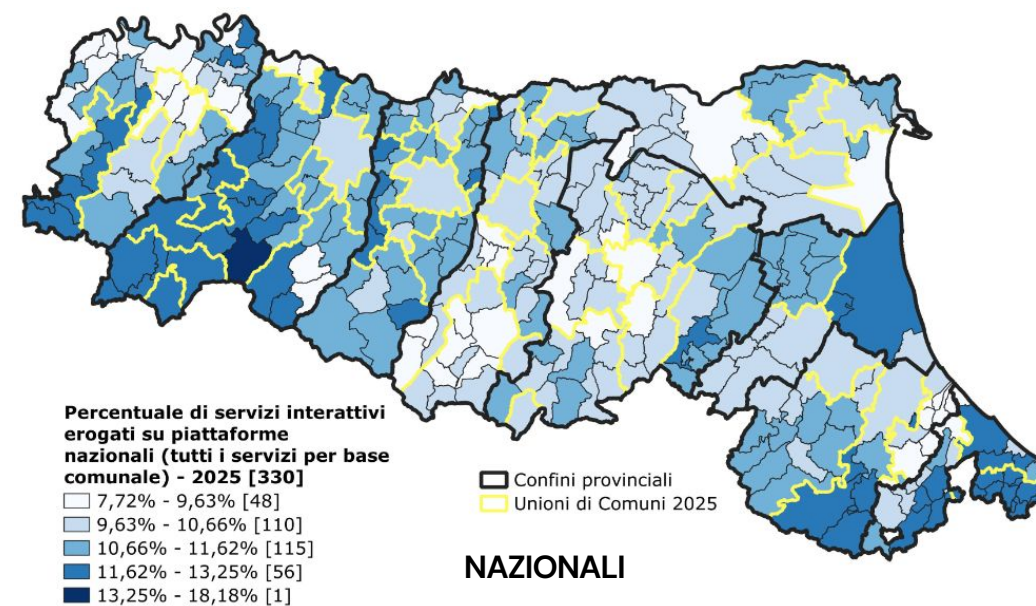 Percentuale di servizi interattivi
erogati su piattaforme
nazionali (tutti i servizi per base
comunale) - 2025 [330]
7,72% - 9,63% [48]
9,63% - 10,66% [110]
10,66% - 11,62% [115]
11,62% - 13,25% [56]
13,25% - 18,18% [1]
Confini provinciali
Unioni di Comuni 2025
NAZIONALI